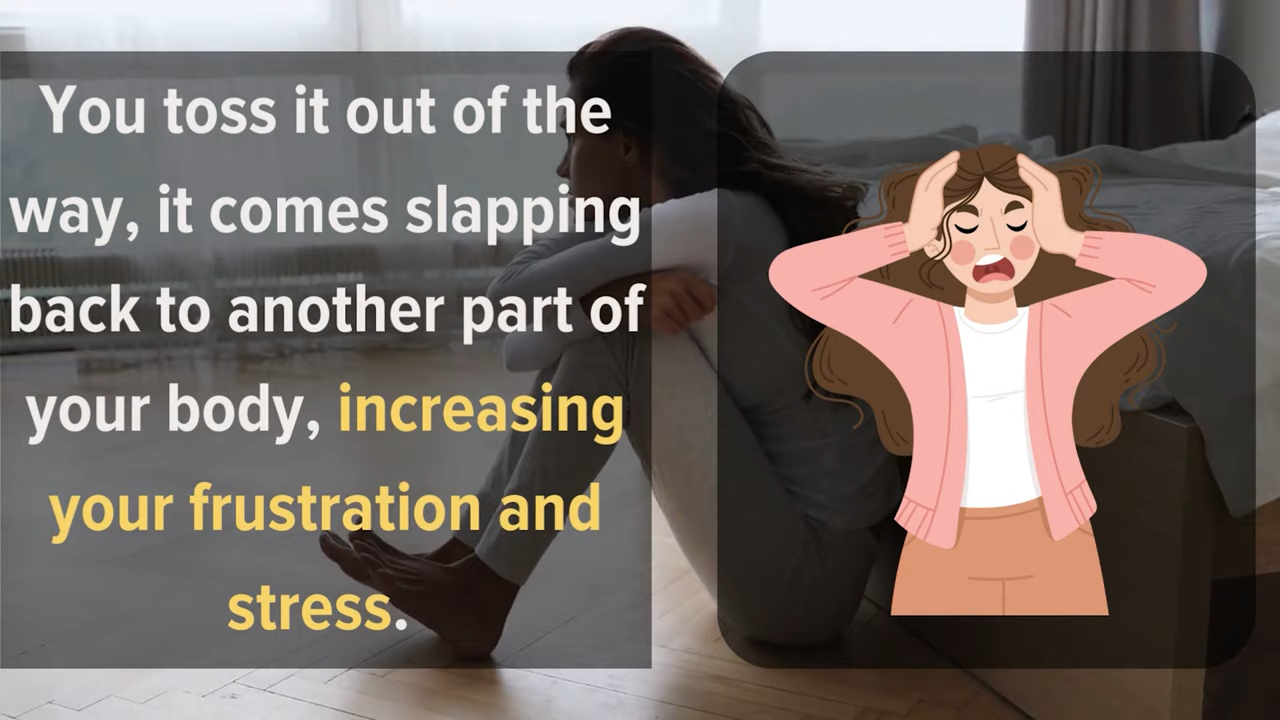 You toss it out of the
way, it comes slapping
back to another part of
your body, increasing
your frustration and
stress.